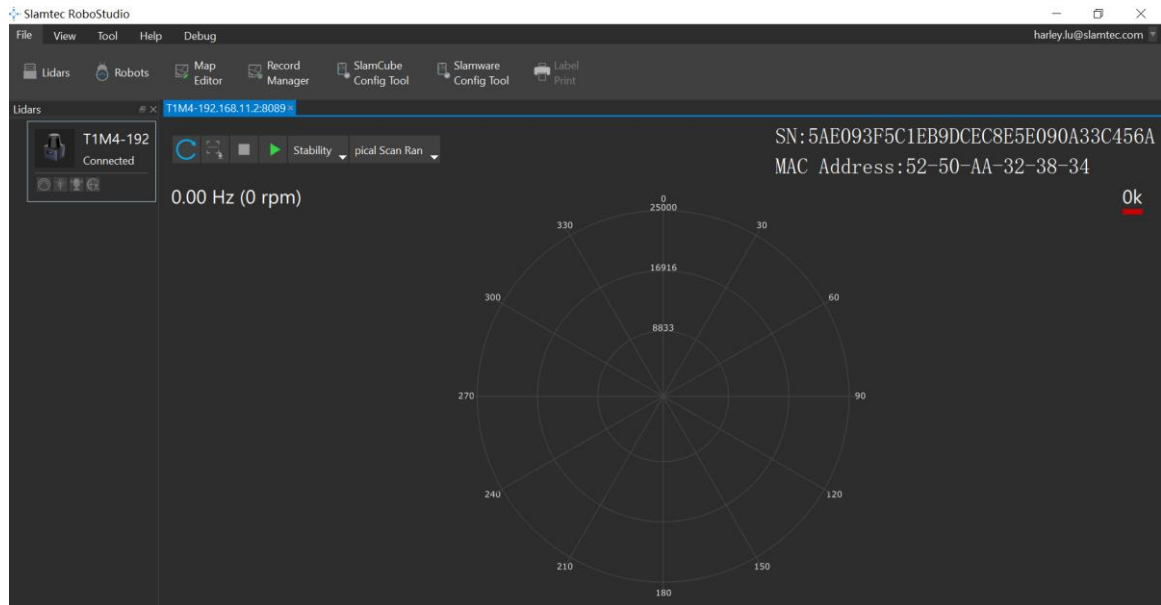 Slamtec RoboStudio
File View Tool Help Debug
harley.lu@slamtec.com
Lidars
Robots
Map
Editor
Record
Manager
SlamCube
Config Tool
Slamware
Config Tool
Label
Print
Lidars
T1M4-192.168.11.2:8089
T1M4-192
Connected
Stability
pical Scan Ran
SN:5AE093F5C1EB9DCEC8E5E090A33C456A
MAC Address:52-50-AA-32-38-34
0.00 Hz (0 rpm)
0k
0
25000
330
30
16916
300
60
8833
270
90
240
120
210
150
180